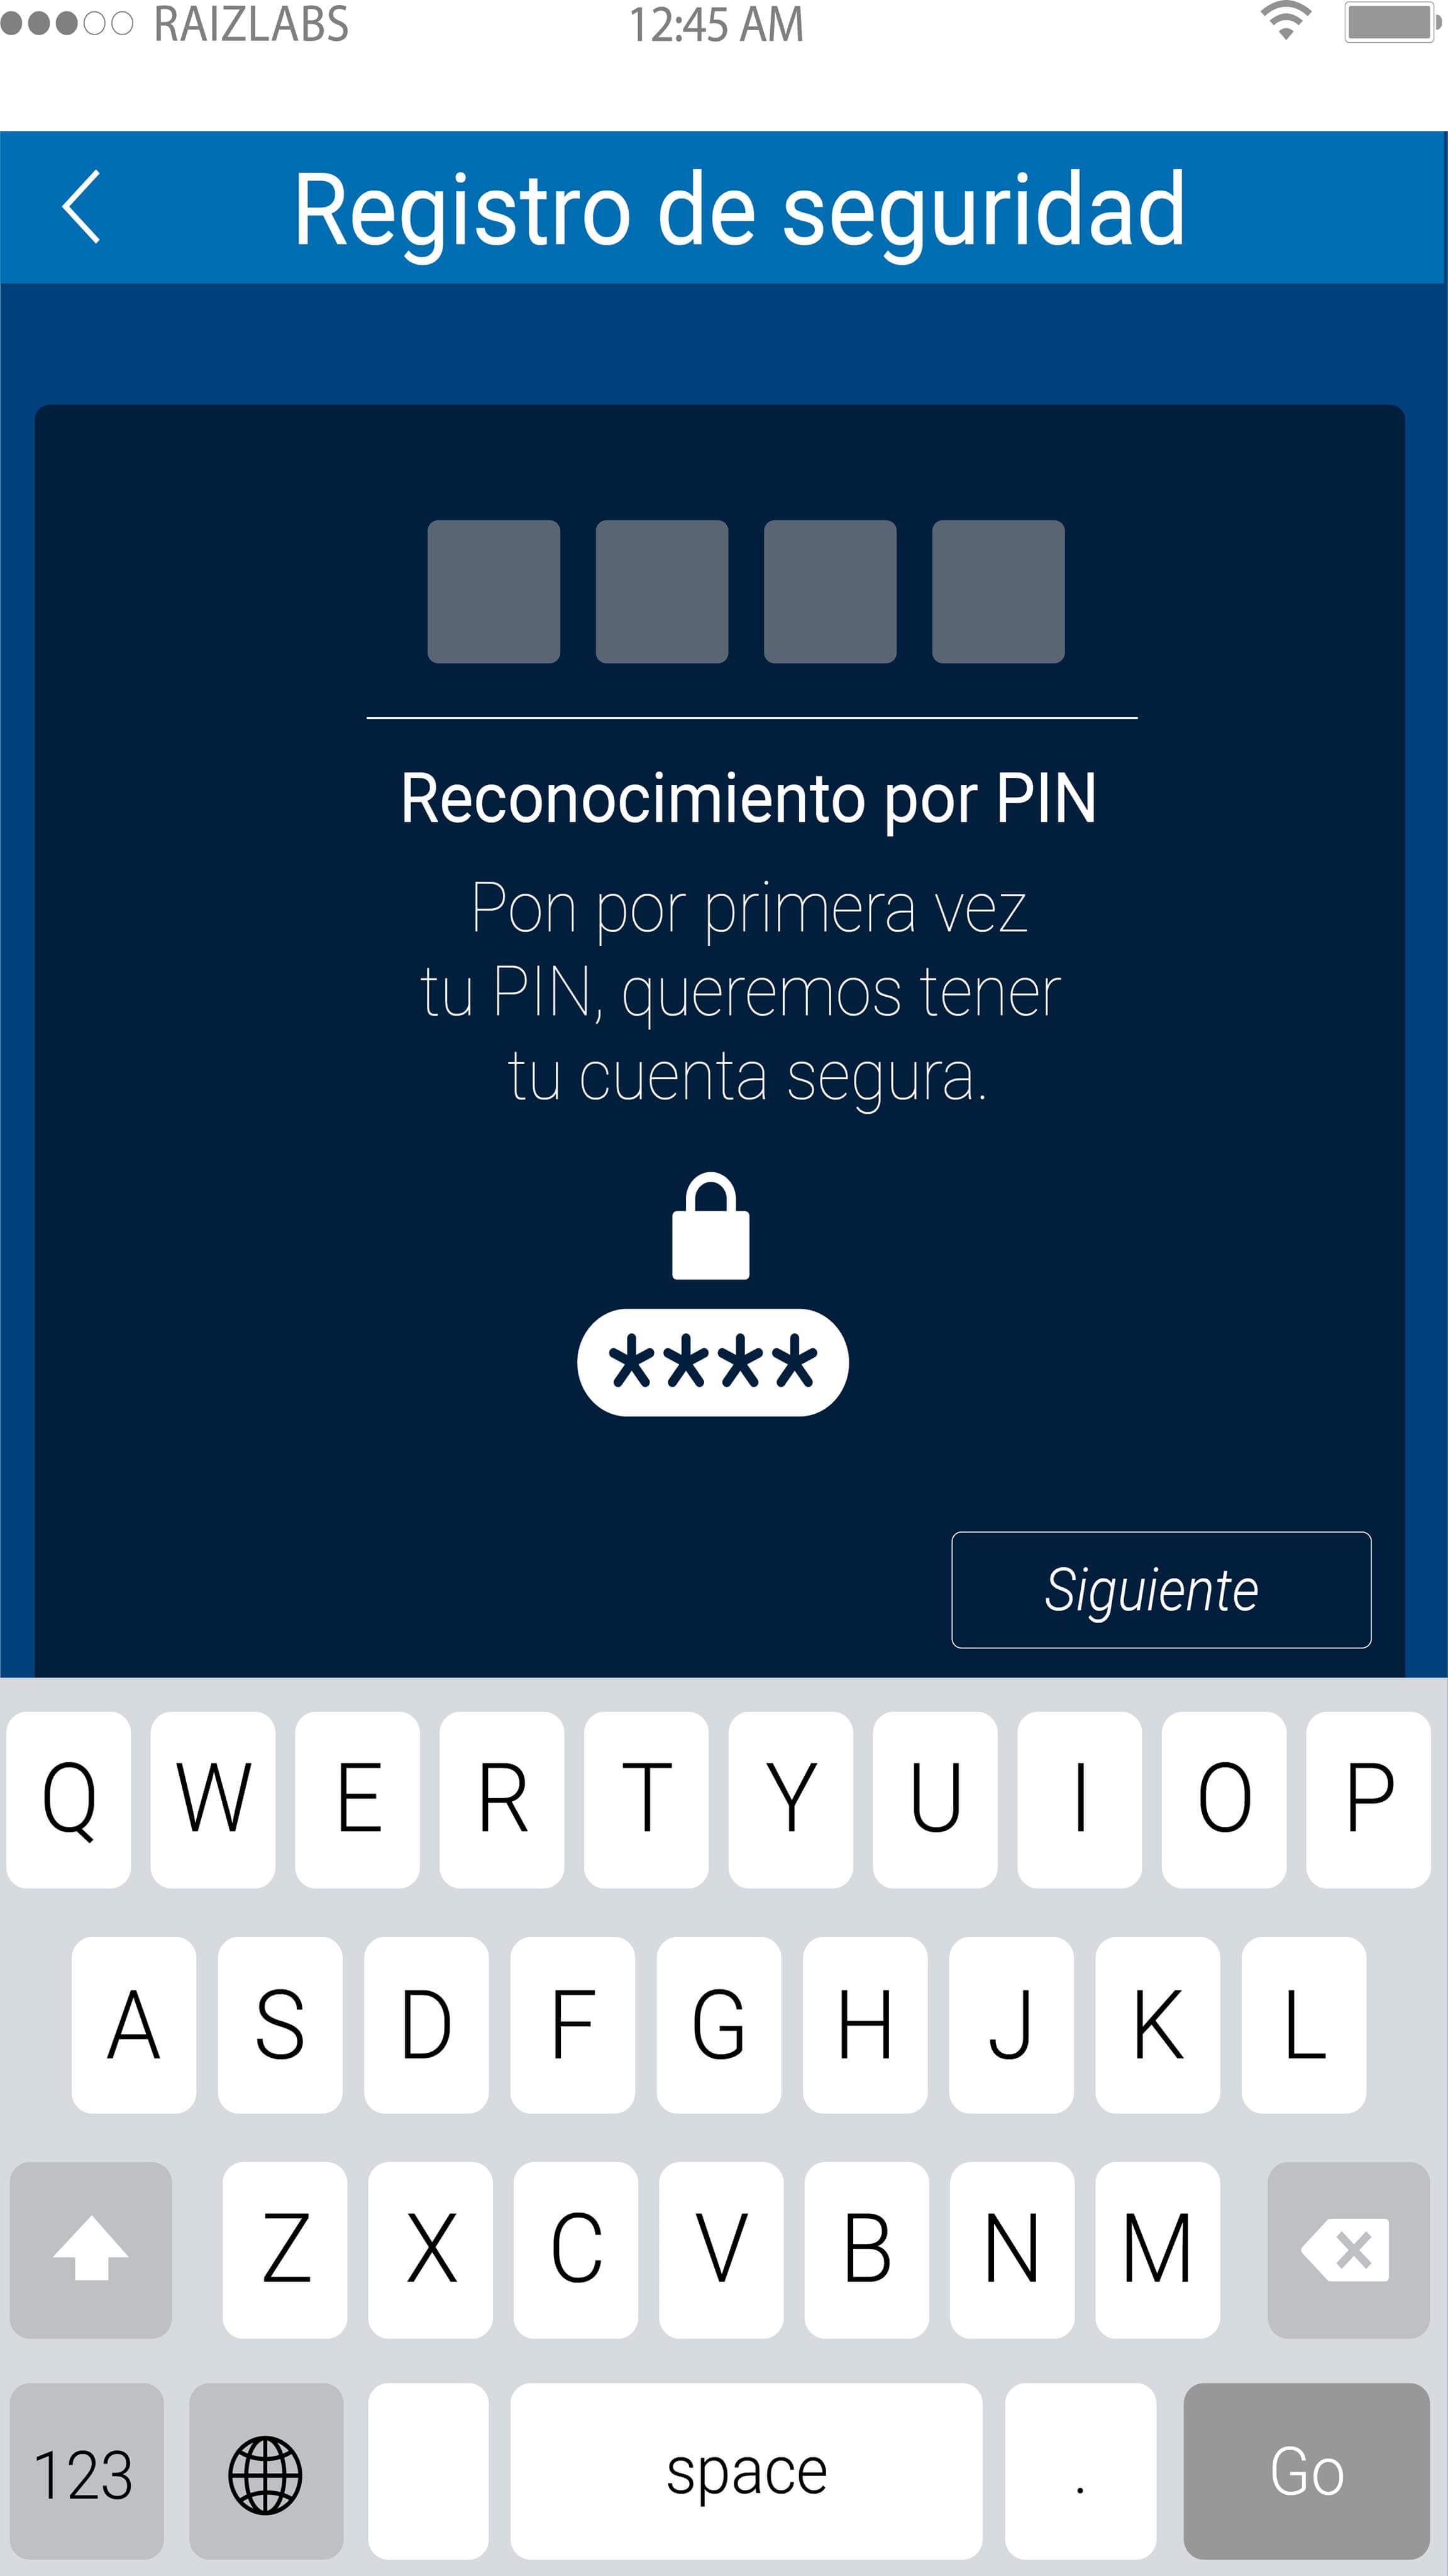 RAIZLABS 12:45 AM
Registro de seguridad
Reconocimiento por PIN
Pon por primera vez
tu PIN, queremos tener
tu cuenta segura.
****
Siguiente
Q W E R T Y U I O P
A S D F G H J K L
Z X C V B N M
123 space . Go